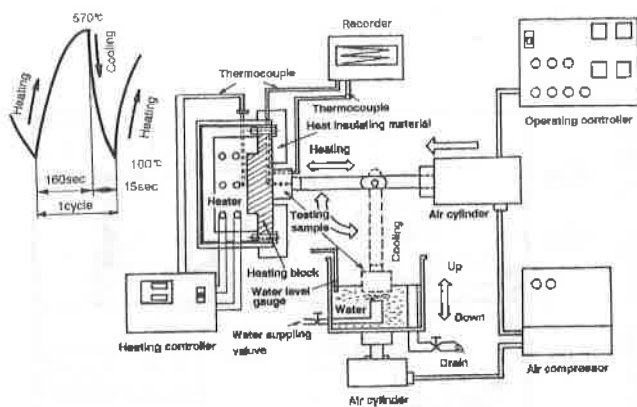 570℃
Cooling
Heating
Heating
100℃
160sec
15sec
1cycle
Recorder
Thermocouple
Thermocouple
Heat insulating material
Heating
Operating controller
Air cylinder
Heater
Testing
sample
Cooling
Heating block
Water level
gauge
Water
Up
Down
Water suppling
valuve
Drain
Heating controller
Air cylinder
Air compressor